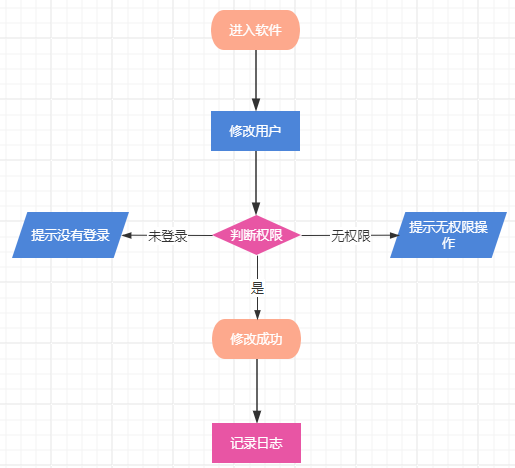 进入软件
修改用户
提示没有登录
未登录
判断权限
无权限
提示无权限操
作
是
修改成功
记录日志